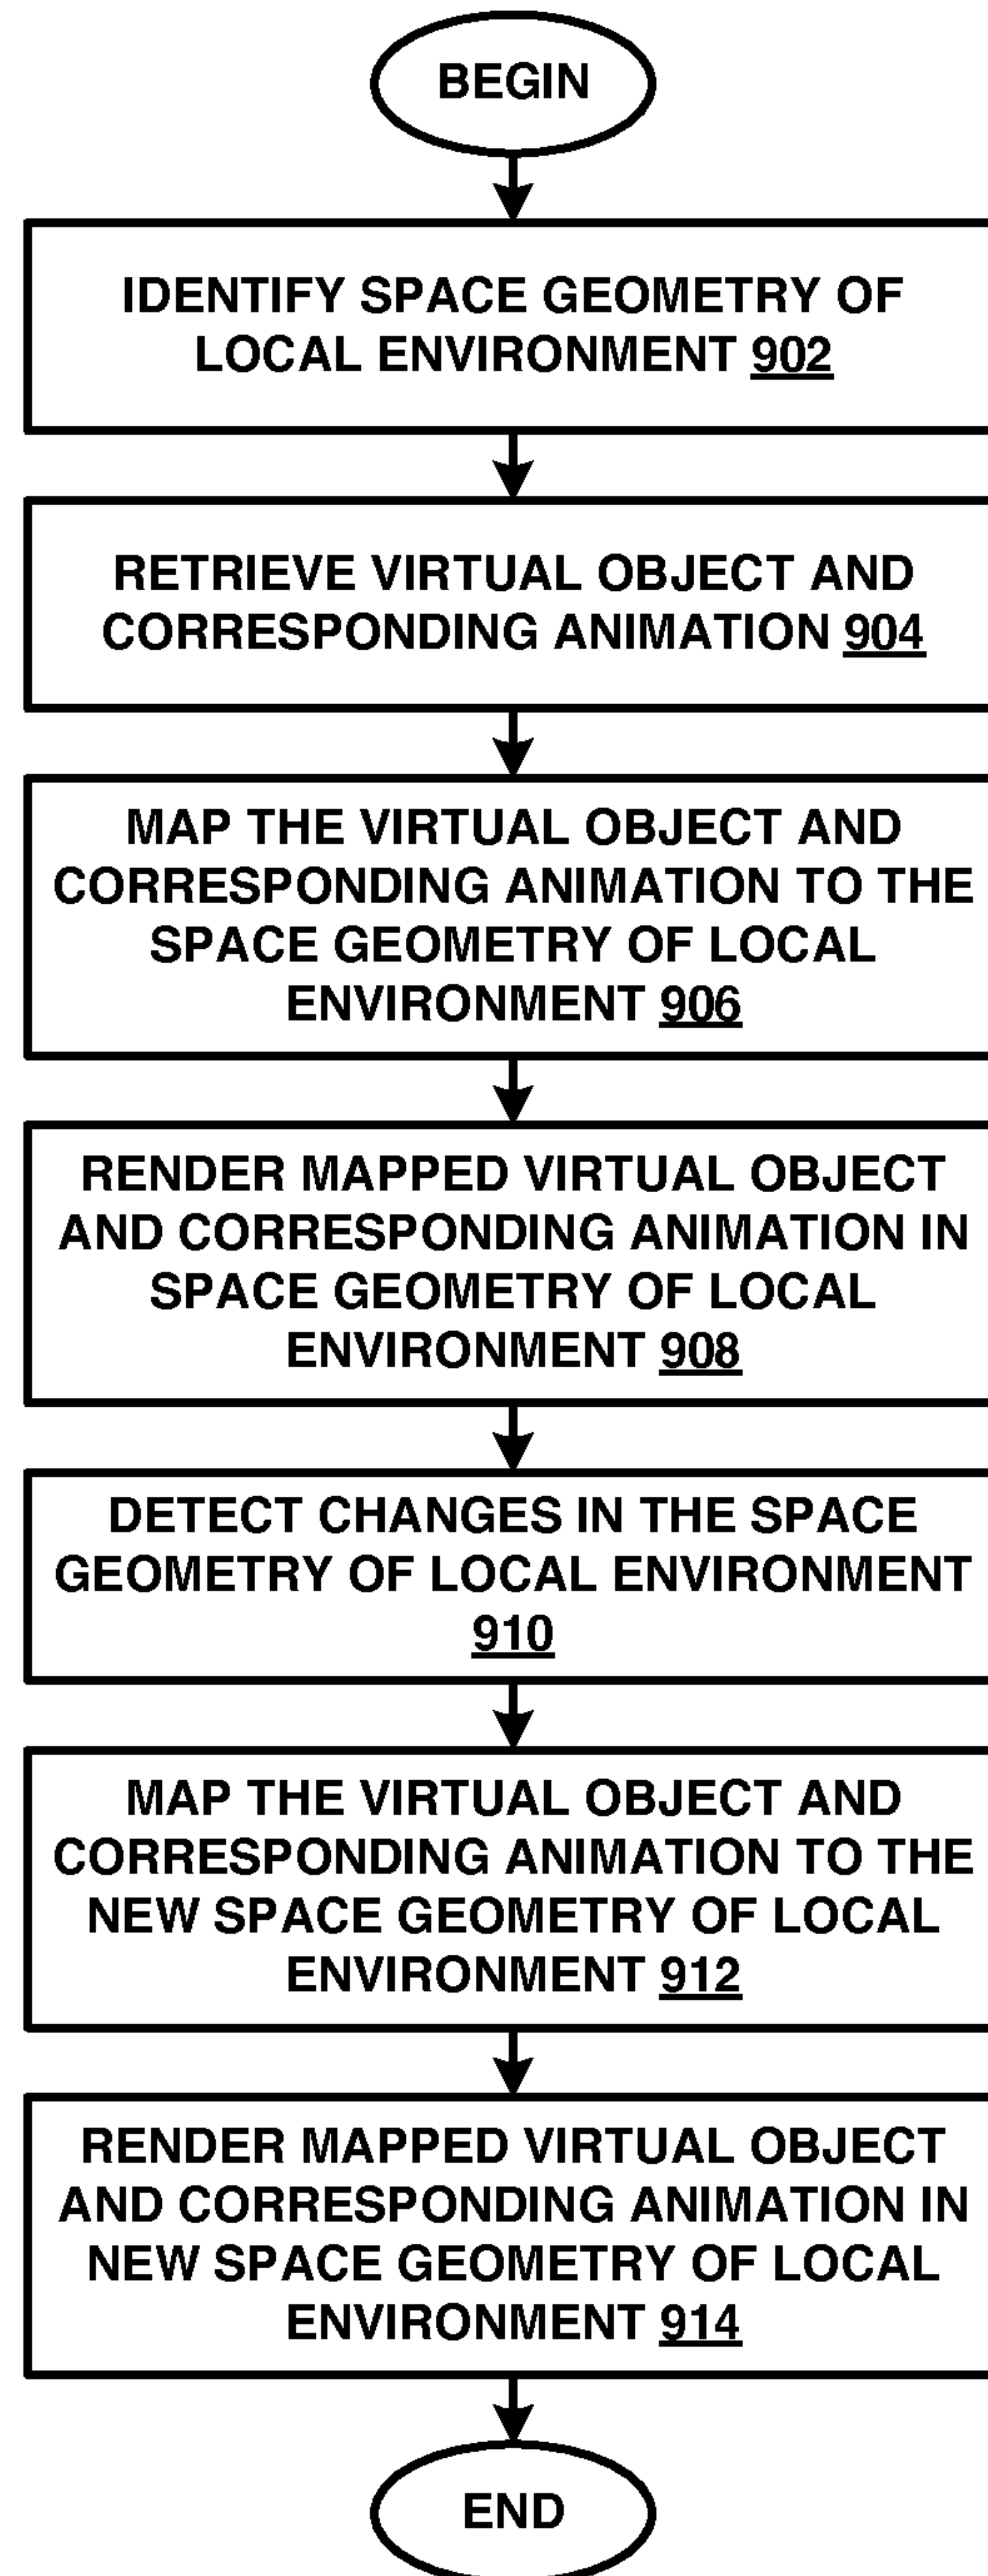 BEGIN
IDENTIFY SPACE GEOMETRY OF
LOCAL ENVIRONMENT 902
RETRIEVE VIRTUAL OBJECT AND
CORRESPONDING ANIMATION 904
MAP THE VIRTUAL OBJECT AND
CORRESPONDING ANIMATION TO THE
SPACE GEOMETRY OF LOCAL
ENVIRONMENT 906
RENDER MAPPED VIRTUAL OBJECT
AND CORRESPONDING ANIMATION IN
SPACE GEOMETRY OF LOCAL
ENVIRONMENT 908
DETECT CHANGES IN THE SPACE
GEOMETRY OF LOCAL ENVIRONMENT
910
MAP THE VIRTUAL OBJECT AND
CORRESPONDING ANIMATION TO THE
NEW SPACE GEOMETRY OF LOCAL
ENVIRONMENT 912
RENDER MAPPED VIRTUAL OBJECT
AND CORRESPONDING ANIMATION IN
NEW SPACE GEOMETRY OF LOCAL
ENVIRONMENT 914
END